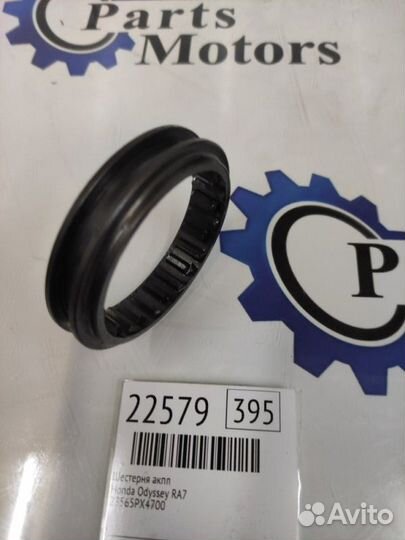 Parts
Motors
C P
22579 395
Шестерня акпп
Honda Odyssey RA7
23565PX4700
Avito